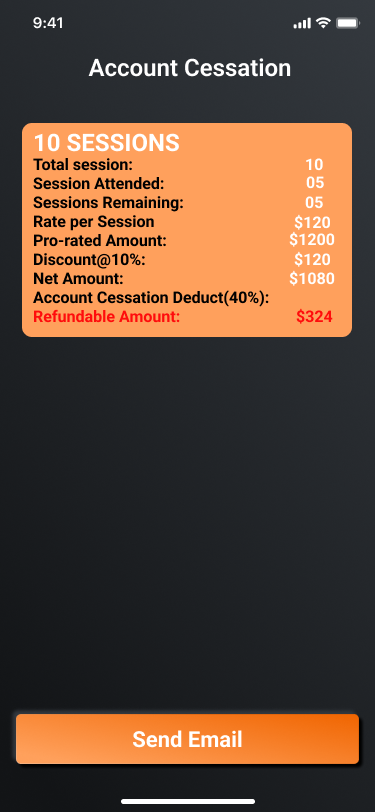 9:41
Account Cessation
10 SESSIONS
Total session: 10
Session Attended: 05
Sessions Remaining: 05
Rate per Session $120
Pro-rated Amount: $1200
Discount@10%: $120
Net Amount: $1080
Account Cessation Deduct(40%):
Refundable Amount: $324
Send Email